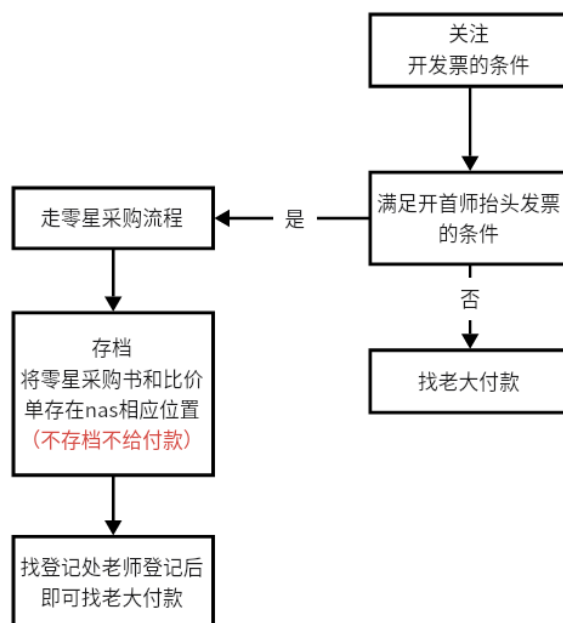 关注
开发票的条件
满足开首师抬头发票
的条件
是
否
走零星采购流程
找老大付款
存档
将零星采购书和比价
单存在nas相应位置
（不存档不给付款）
找登记处老师登记后
即可找老大付款